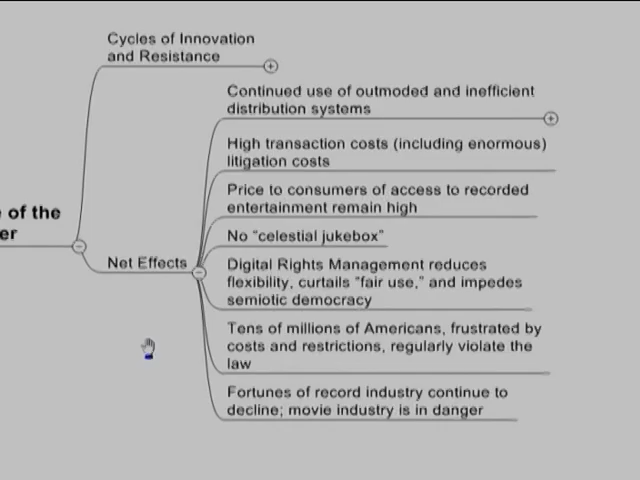 Cycles of Innovation
and Resistance
Continued use of outmoded and inefficient
distribution systems
High transaction costs (including enormous)
litigation costs
Price to consumers of access to recorded
entertainment remain high
of the
er
No "celestial jukebox"
Net Effects
Digital Rights Management reduces
flexibility, curtails "fair use," and impedes
semiotic democracy
Tens of millions of Americans, frustrated by
costs and restrictions, regularly violate the
law
Fortunes of record industry continue to
decline; movie industry is in danger